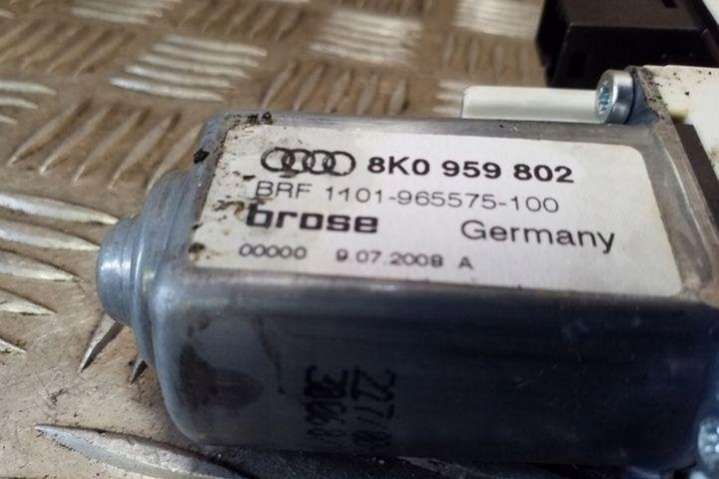 8K0 959 802
BRF 1101-965575-100
brose Germany
00000 9.07.2008 A